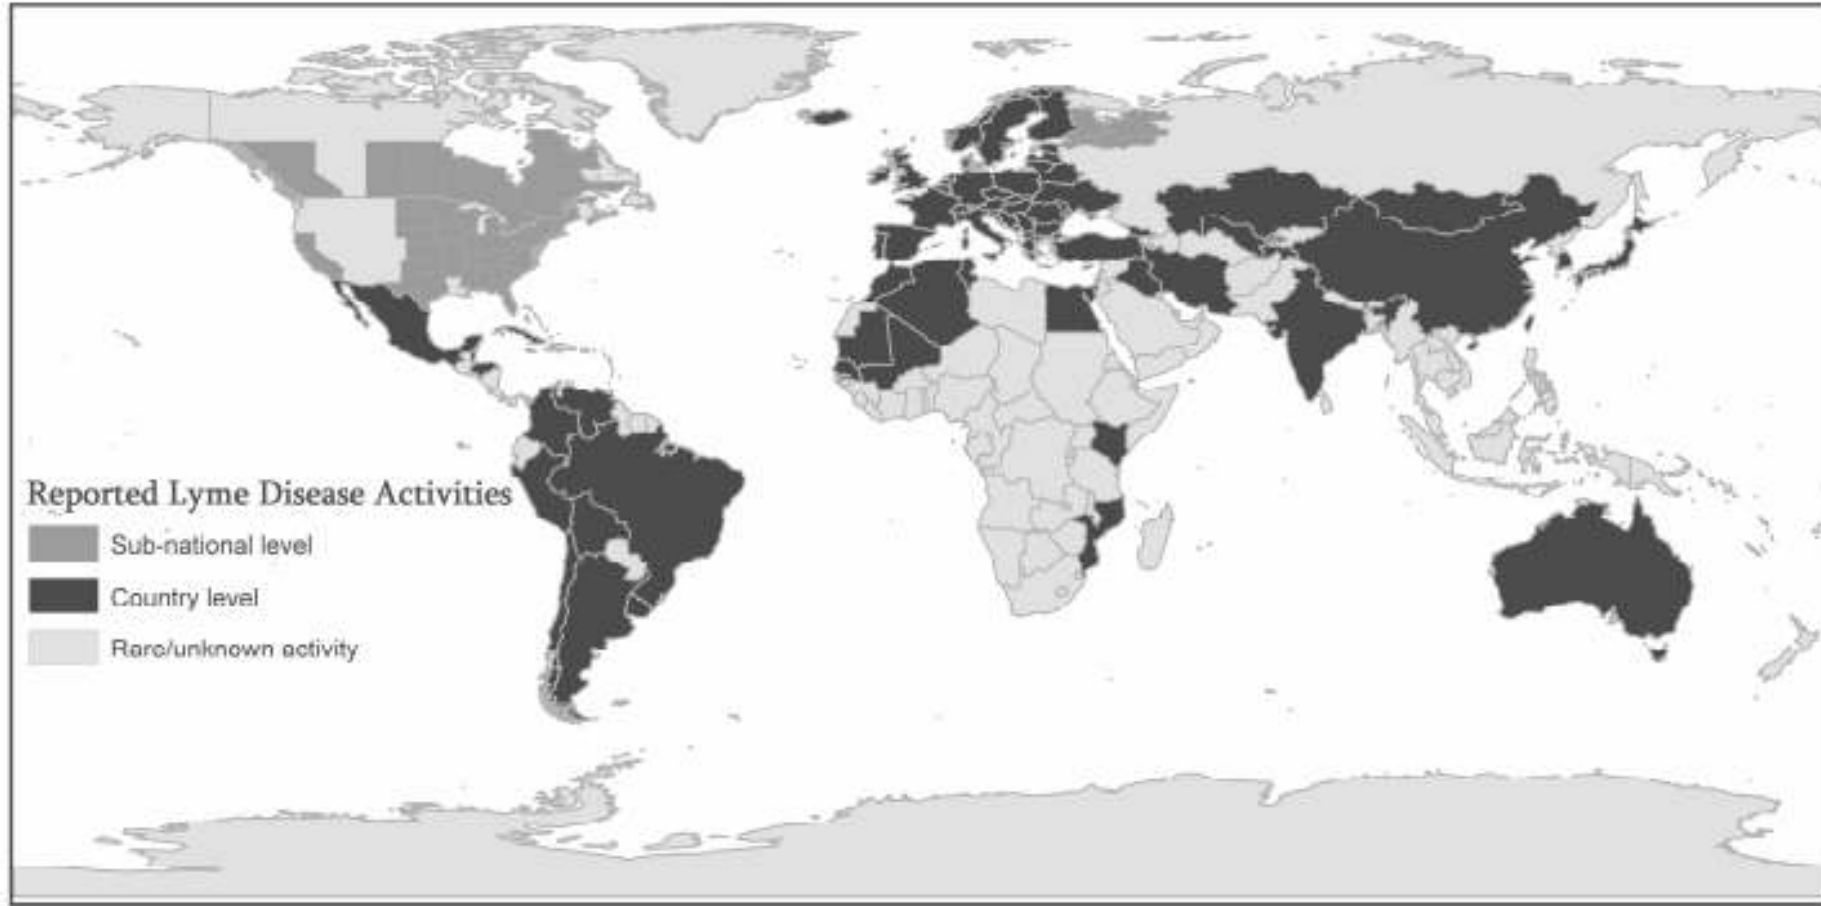 Reported Lyme Disease Activities
Sub-national level
Country level
Rare/unknown activity